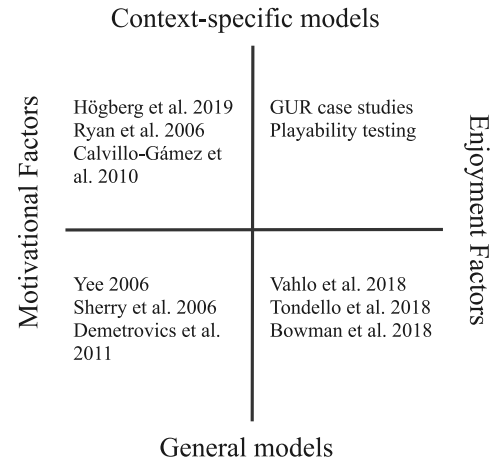 Context-specific models
Motivational Factors
Högberg et al. 2019
Ryan et al. 2006
Calvillo-Gámez et
al. 2010
GUR case studies
Playability testing
Enjoyment Factors
Yee 2006
Sherry et al. 2006
Demetrovics et al.
2011
Vahlo et al. 2018
Tondello et al. 2018
Bowman et al. 2018
General models